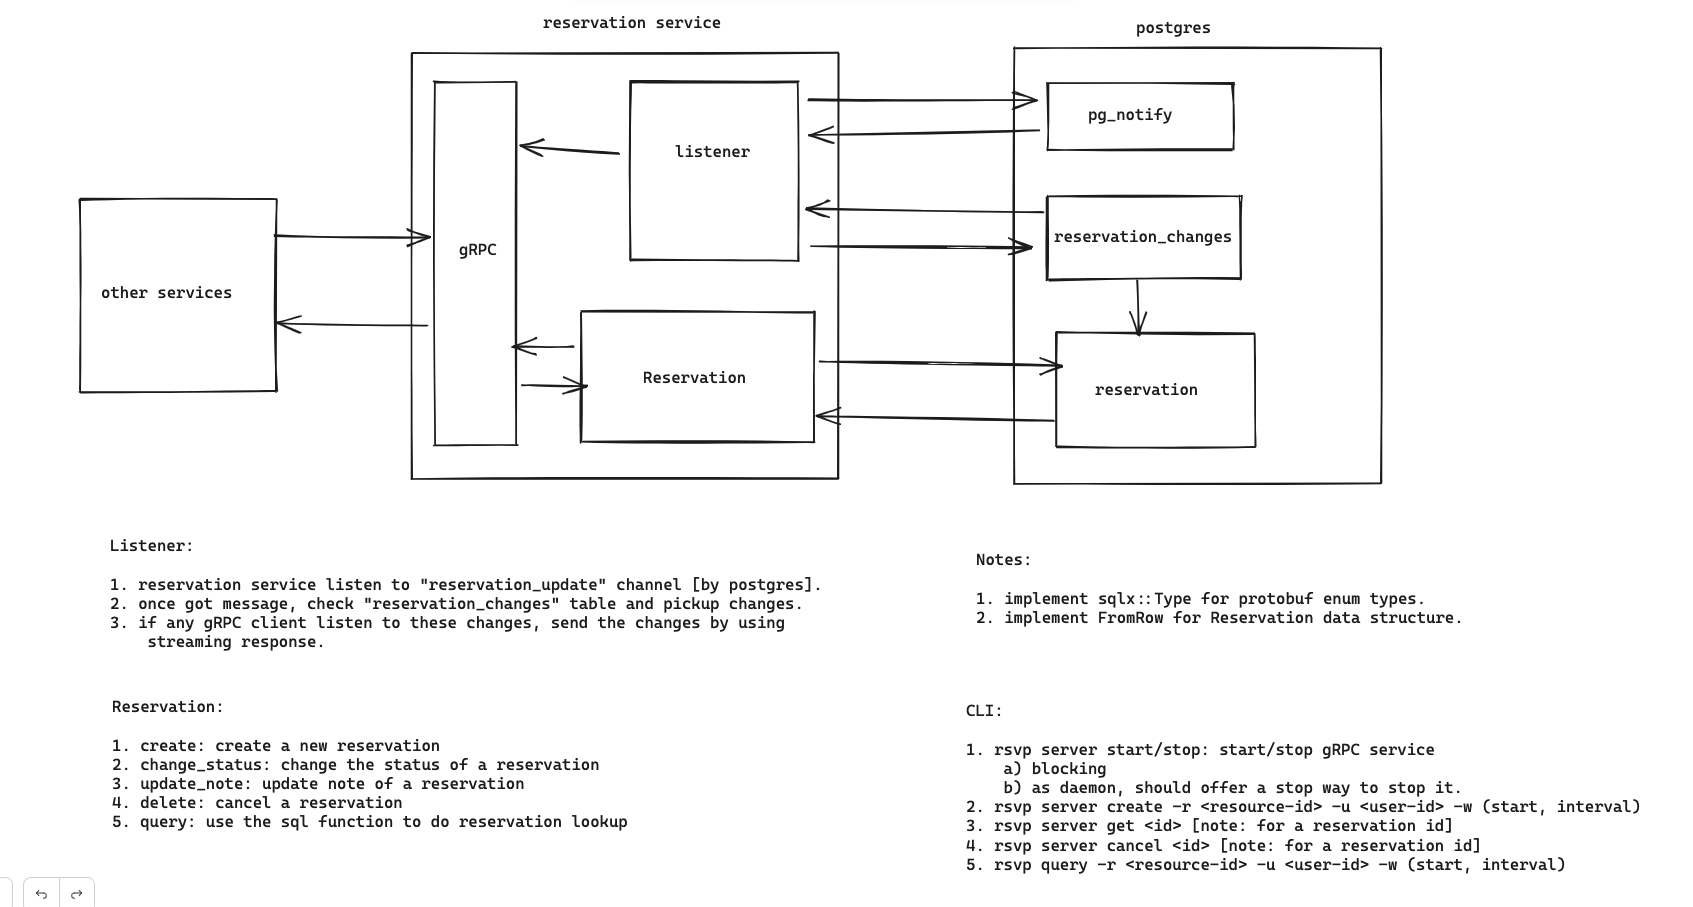 reservation service
postgres
pg_notify
listener
reservation_changes
gRPC
other services
Reservation
reservation
Listener:
1. reservation service listen to "reservation_update" channel [by postgres].
2. once got message, check "reservation_changes" table and pickup changes.
3. if any gRPC client listen to these changes, send the changes by using
streaming response.
Notes:
1. implement sqlx::Type for protobuf enum types.
2. implement FromRow for Reservation data structure.
Reservation:
1. create: create a new reservation
2. change_status: change the status of a reservation
3. update_note: update note of a reservation
4. delete: cancel a reservation
5. query: use the sql function to do reservation lookup
CLI:
1. rsvp server start/stop: start/stop gRPC service
a) blocking
b) as daemon, should offer a stop way to stop it.
2. rsvp server create -r <resource-id> -u <user-id> -w (start, interval)
3. rsvp server get <id> [note: for a reservation id]
4. rsvp server cancel <id> [note: for a reservation id]
5. rsvp query -r <resource-id> -u <user-id> -w (start, interval)